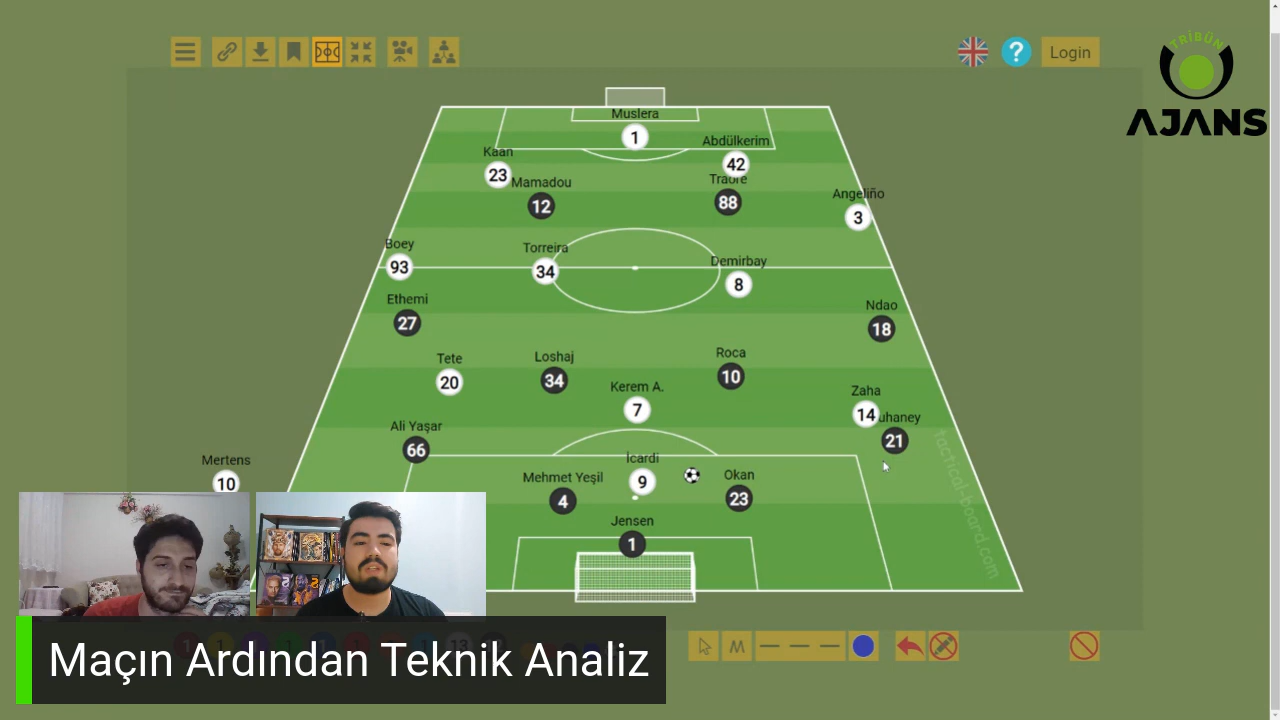 Login
TRİBÜN
AJANS
Muslera
1
Abdülkerim
42
Kaan
23
Mamadou
12
Traore
88
Angeliño
3
Boey
93
Torreira
34
Demirbay
8
Ethemi
27
Ndao
18
Tete
20
Loshaj
34
Roca
10
Kerem A.
7
Zaha
14
uhaney
21
Ali Yaşar
66
Mertens
10
İcardi
9
Mehmet Yeşil
4
Okan
23
Jensen
1
tactical-board.com
M
Maçın Ardından Teknik Analiz